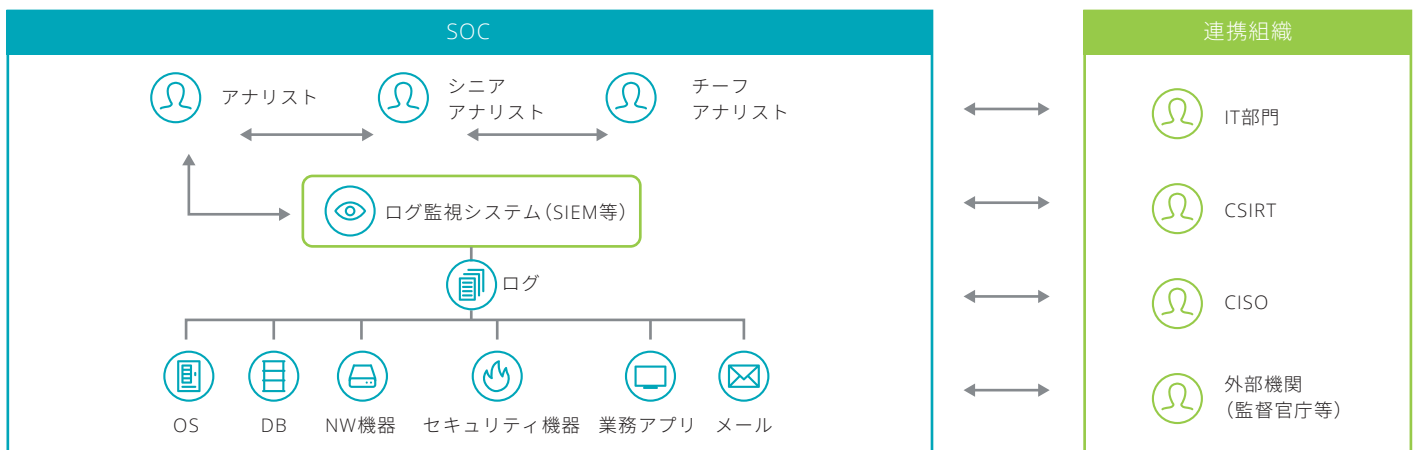 SOC
アナリスト
シニア
アナリスト
チーフ
アナリスト
ログ監視システム（SIEM等）
ログ
OS
DB
NW機器
セキュリティ機器
業務アプリ
メール
連携組織
IT部門
CSIRT
CISO
外部機関
（監督官庁等）